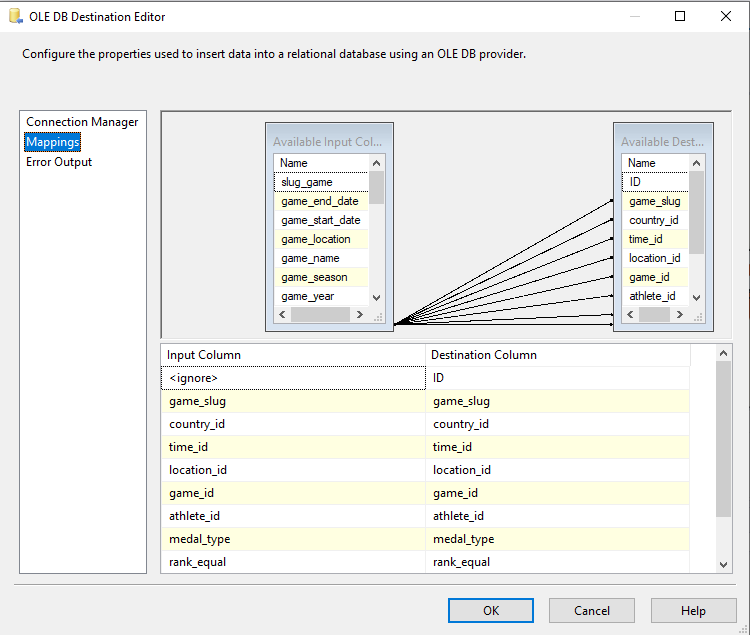 OLE DB Destination Editor
Configure the properties used to insert data into a relational database using an OLE DB provider.
Connection Manager
Mappings
Error Output
Available Input Col...
Name
slug_game
game_end_date
game_start_date
game_location
game_name
game_season
game_year
Available Dest...
Name
ID
game_slug
country_id
time_id
location_id
game_id
athlete_id
Input Column Destination Column
<ignore> ID
game_slug game_slug
country_id country_id
time_id time_id
location_id location_id
game_id game_id
athlete_id athlete_id
medal_type medal_type
rank_equal rank_equal
OK Cancel Help